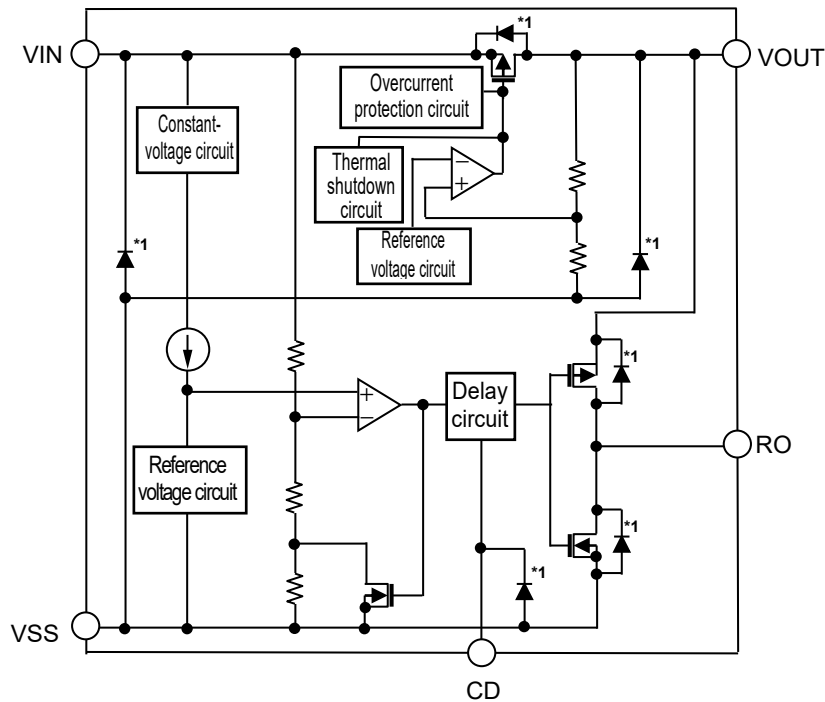 *1
VIN
VOUT
Overcurrent
protection circuit
Constant-
voltage circuit
Thermal
shutdown
circuit
−
+
*1
*1
Reference
voltage circuit
*1
+
−
Delay
circuit
RO
Reference
voltage circuit
*1
*1
VSS
CD